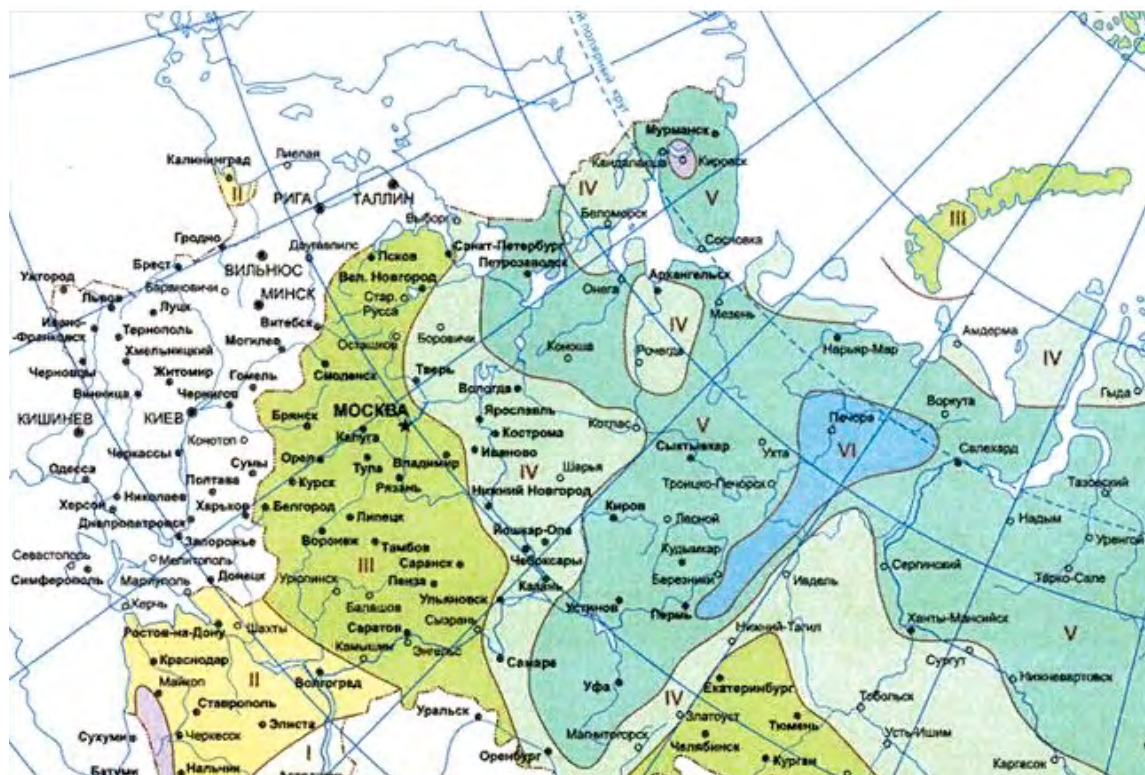 й полярный круг
Мурманск
Кандалакша
Кировск
Калининград
Лиепая
II
РИГА
ТАЛЛИН
IV
V
Выборг
Беломорск
III
Гродно
Даугавпилс
Псков
Санкт-Петербург
Сосновка
Ужгород
Брест
ВИЛЬНЮС
Вел. Новгород
Петрозаводск
Онега
Архангельск
Барановичи
МИНСК
Стар.
Русса
Мезень
Львов
Луцк
Витебск
Боровичи
IV
Амдерма
Ивано
-Франковск
Тернополь
Могилев
Осташков
Коноша
Рочегда
Нарьян-Мар
IV
Хмельницкий
Смоленск
Тверь
Черновцы
Житомир
Гомель
Вологда
Гыда
Винница
Чернигов
МОСКВА
Ярославль
V
Печора
Воркута
КИШИНЕВ
КИЕВ
Брянск
Котлас
Кострома
Конотоп
Калуга
Иваново
Сыктывкар
Ухта
VI
Салехард
Черкассы
Орел
Тула
Владимир
IV
Шарья
Одесса
Сумы
Курск
Рязань
Троицко-Печорск
Тазовский
Полтава
Нижний Новгород
Николаев
Херсон
Харьков
Белгород
Киров
Лесной
Надым
Днепропетровск
Липецк
Йошкар-Ола
Запорожье
Воронеж
Тамбов
Чебоксары
Кудымкар
Уренгой
Севастополь
Мелитополь
III
Саранск
Симферополь
Мариуполь
Донецк
Урюпинск
Пенза
Казань
Березники
Ивдель
Серпинский
Тарко-Сале
Керчь
Балашов
Ульяновск
Устинов
Пермь
Ростов-на-Дону
Шахты
Саратов
Сызрань
Нижний-Тагил
Ханты-Мансийск
V
Камышин
Энгельс
Краснодар
Самара
Сургут
Майкоп
II
Волгоград
Уфа
Екатеринбург
Нижневартовск
Ставрополь
IV
Тобольск
Элиста
Уральск
Златоуст
Тюмень
Сухуми
Черкесск
Магнитогорск
Усть-Ишим
I
Оренбург
Челябинск
Батуми
Нальчик
Курган
Каргасок